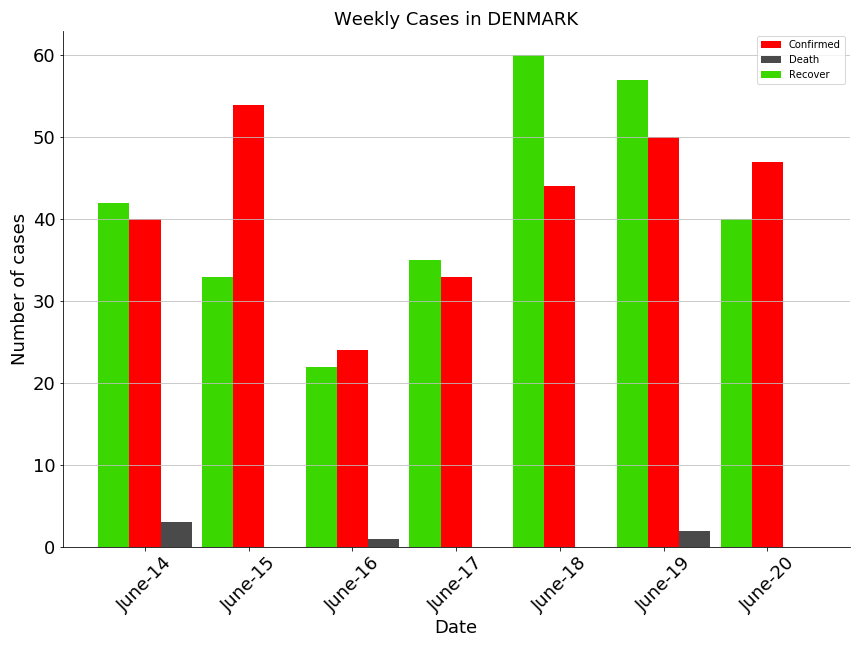 Weekly Cases in DENMARK
Confirmed
Death
Recover
60
50
40
30
20
10
0
Number of cases
June-14
June-15
June-16
June-17
June-18
June-19
June-20
Date